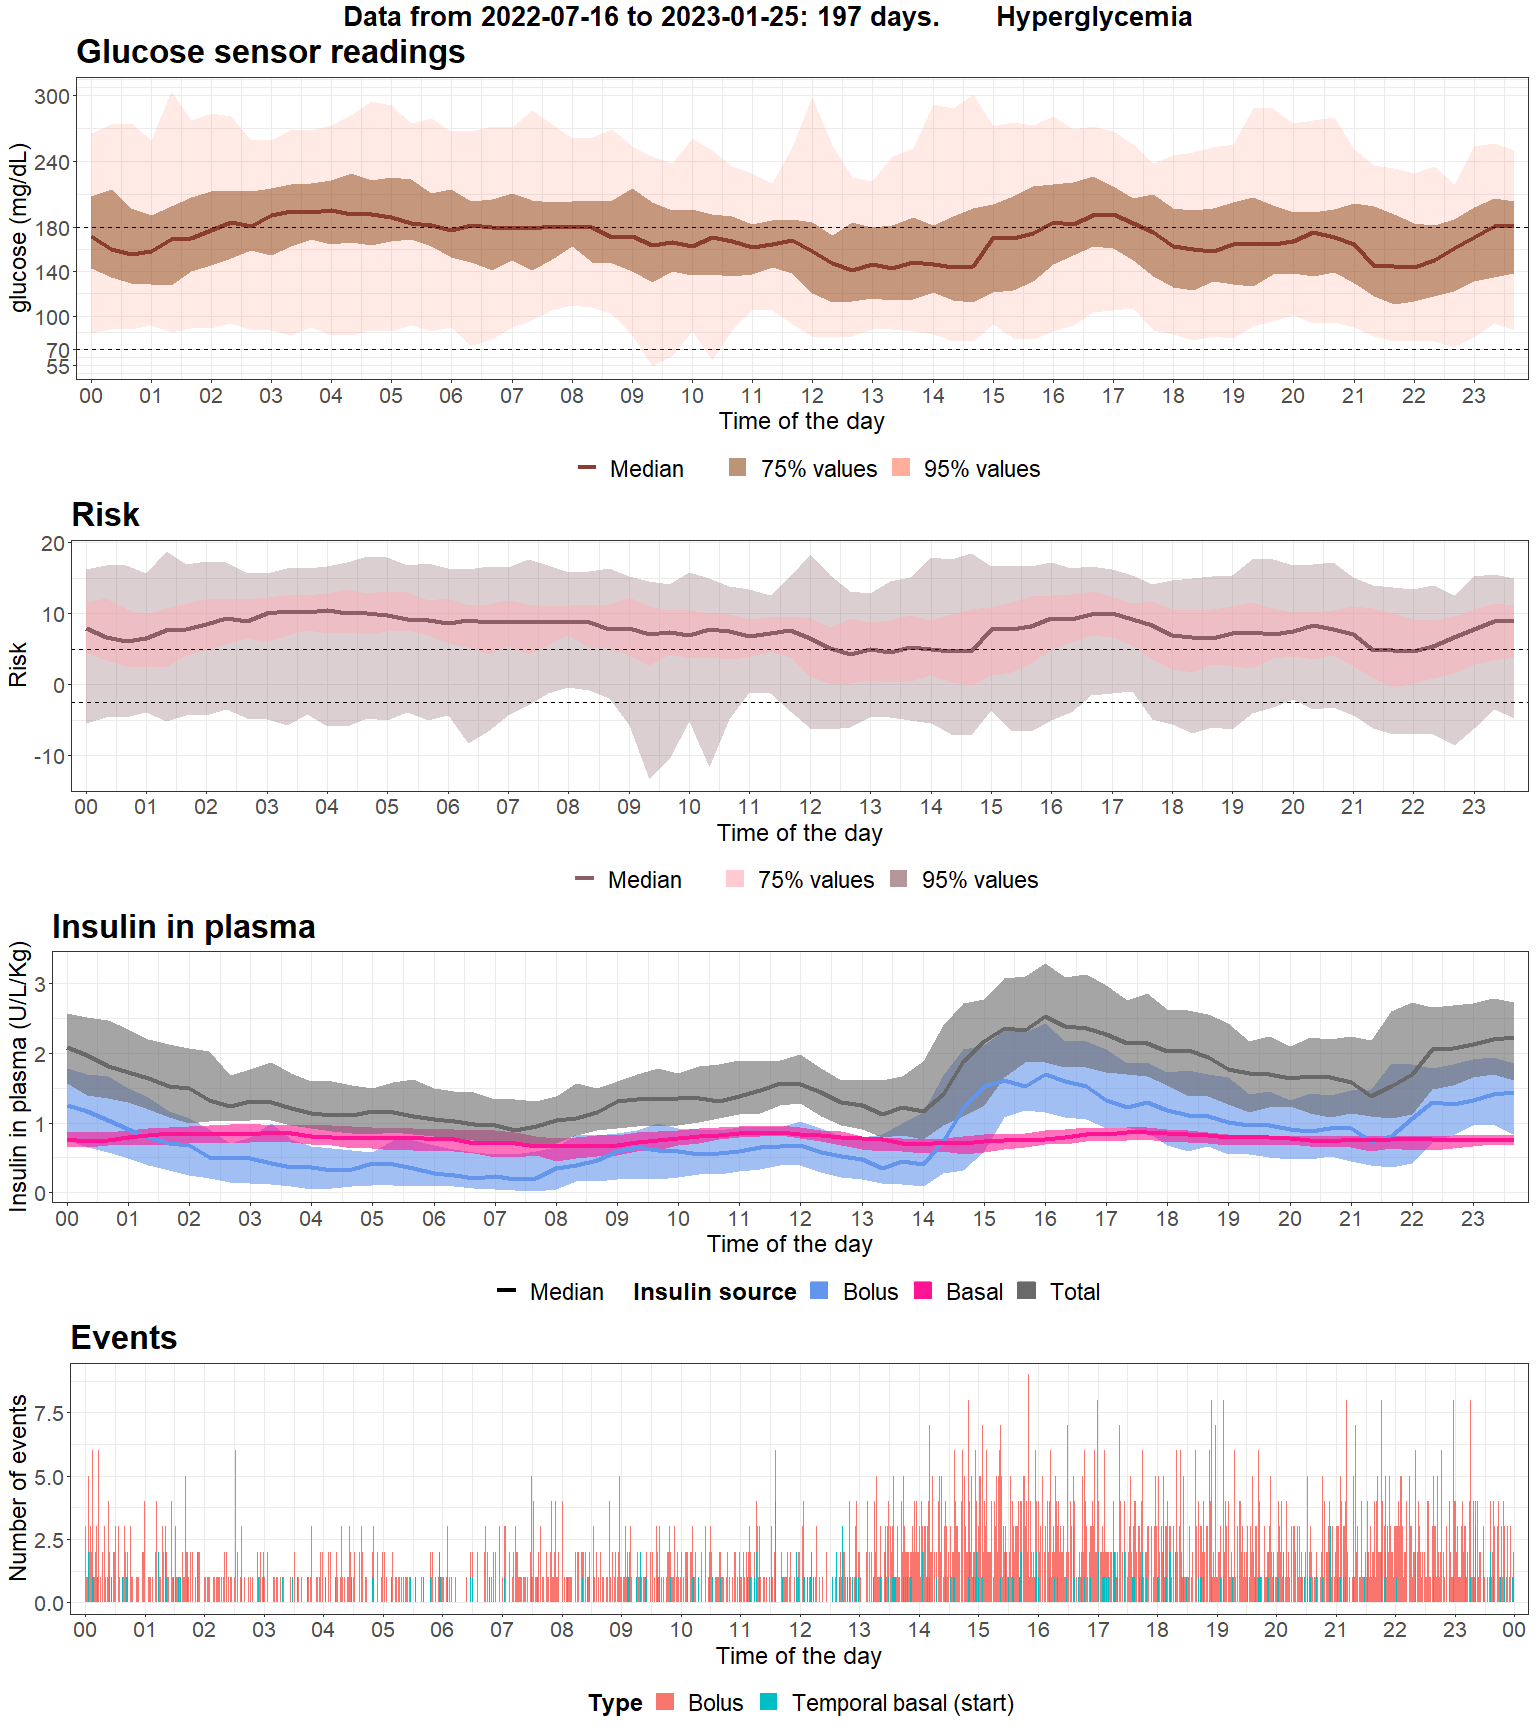 Data from 2022-07-16 to 2023-01-25: 197 days. Hyperglycemia
Glucose sensor readings
glucose (mg/dL)
300
240
180
140
100
70
55
00 01 02 03 04 05 06 07 08 09 10 11 12 13 14 15 16 17 18 19 20 21 22 23
Time of the day
Median 75% values 95% values
Risk
Risk
20
10
0
-10
00 01 02 03 04 05 06 07 08 09 10 11 12 13 14 15 16 17 18 19 20 21 22 23
Time of the day
Median 75% values 95% values
Insulin in plasma
Insulin in plasma (U/L/Kg)
3
2
1
0
00 01 02 03 04 05 06 07 08 09 10 11 12 13 14 15 16 17 18 19 20 21 22 23
Time of the day
Median Insulin source Bolus Basal Total
Events
Number of events
7.5
5.0
2.5
0.0
00 01 02 03 04 05 06 07 08 09 10 11 12 13 14 15 16 17 18 19 20 21 22 23 00
Time of the day
Type Bolus Temporal basal (start)